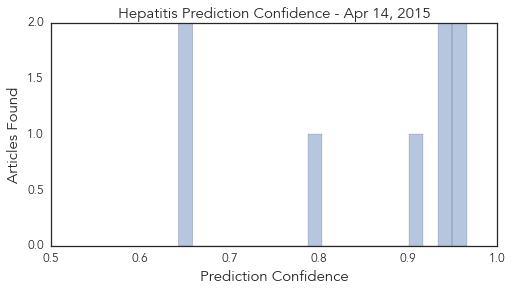 Hepatitis Prediction Confidence - Apr 14, 2015
Articles Found
2.0
1.5
1.0
0.5
0.0
0.5 0.6 0.7 0.8 0.9 1.0
Prediction Confidence